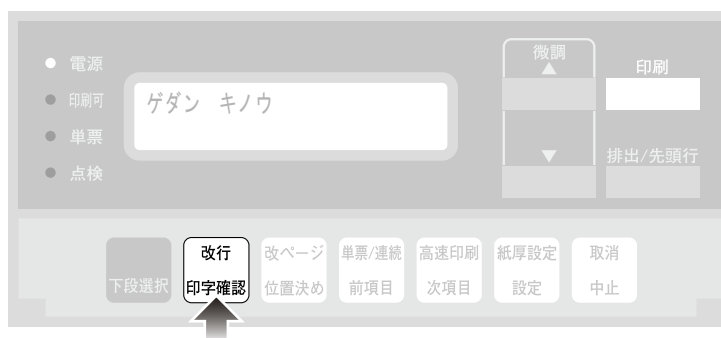 電源
印刷可
単票
点検
ゲダン キノウ
微調
▲
▼
印刷
排出/先頭行
下段選択
改行
印字確認
改ページ
位置決め
単票/連続
前項目
高速印刷
次項目
紙厚設定
設定
取消
中止